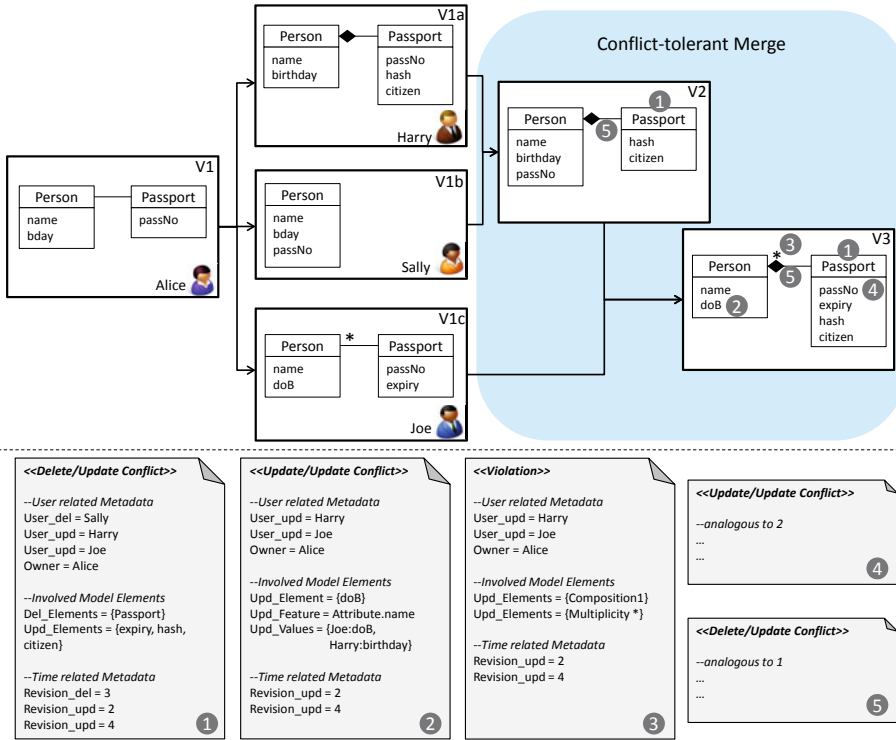 V1a
Person
Passport
name
birthday
passNo
hash
citizen
Harry
Conflict-tolerant Merge
V2
1
Person
Passport
5
name
birthday
passNo
hash
citizen
V1
Person
Passport
name
bday
passNo
Alice
V1b
Person
name
bday
passNo
Sally
V3
3
1
*
Person
Passport
5
name
doB
2
passNo
4
expiry
hash
citizen
V1c
Person
*
Passport
name
doB
passNo
expiry
Joe
<<Delete/Update Conflict>>
--User related Metadata
User_del = Sally
User_upd = Harry
User_upd = Joe
Owner = Alice
--Involved Model Elements
Del_Elements = {Passport}
Upd_Elements = {expiry, hash,
citizen}
--Time related Metadata
Revision_del = 3
Revision_upd = 2
Revision_upd = 4
1
<<Update/Update Conflict>>
--User related Metadata
User_upd = Harry
User_upd = Joe
Owner = Alice
--Involved Model Elements
Upd_Element = {doB}
Upd_Feature = Attribute.name
Upd_Values = {Joe:doB,
Harry:birthday}
--Time related Metadata
Revision_upd = 2
Revision_upd = 4
2
<<Violation>>
--User related Metadata
User_upd = Harry
User_upd = Joe
Owner = Alice
--Involved Model Elements
Upd_Elements = {Composition1}
Upd_Elements = {Multiplicity *}
--Time related Metadata
Revision_upd = 2
Revision_upd = 4
3
<<Update/Update Conflict>>
--analogous to 2
...
...
4
<<Delete/Update Conflict>>
--analogous to 1
...
...
5